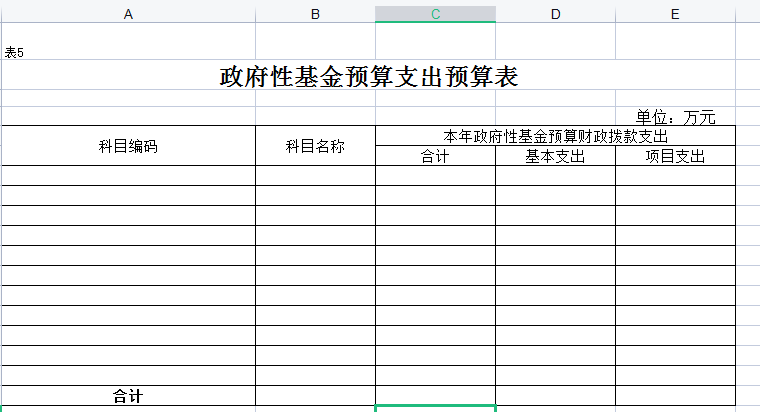 A B C D E
表5
政府性基金预算支出预算表
单位：万元
科目编码 科目名称 本年政府性基金预算财政拨款支出
合计 基本支出 项目支出
合计